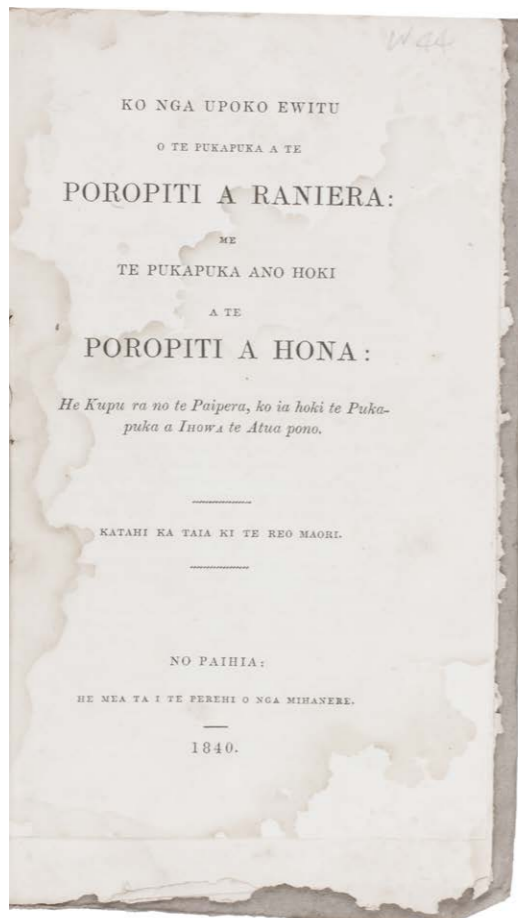 W 44
KO NGA UPOKO EWITU
O TE PUKAPUKA A TE
POROPITI A RANIERA:
ME
TE PUKAPUKA ANO HOKI
A TE
POROPITI A HONA:
He Kupu ra no te Paipera, ko ia hoki te Puka-
puka a IHOWA te Atua pono.
KATAHI KA TAIA KI TE REO MAORI.
NO PAIHIA:
HE MEA TA I TE PEREHI O NGA MIHANERE.
1840.